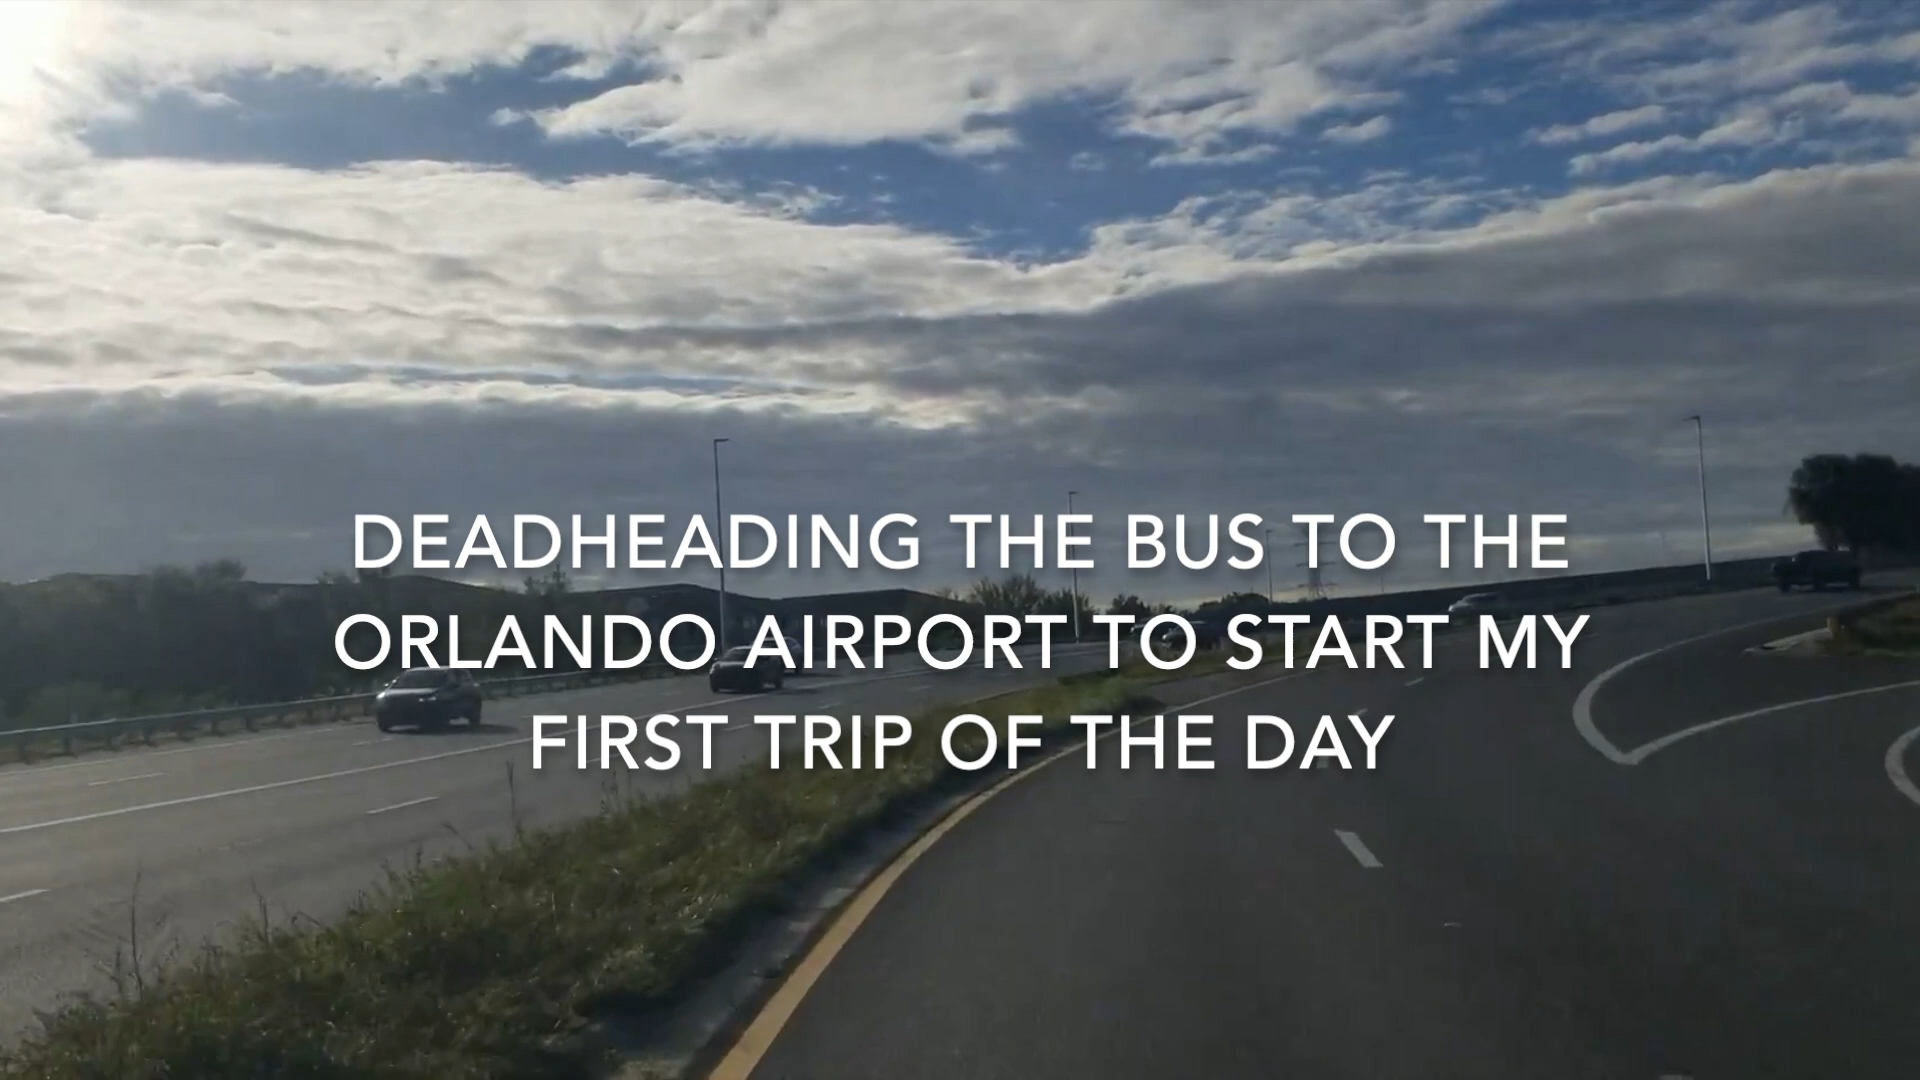 DEADHEADING THE BUS TO THE
ORLANDO AIRPORT TO START MY
FIRST TRIP OF THE DAY